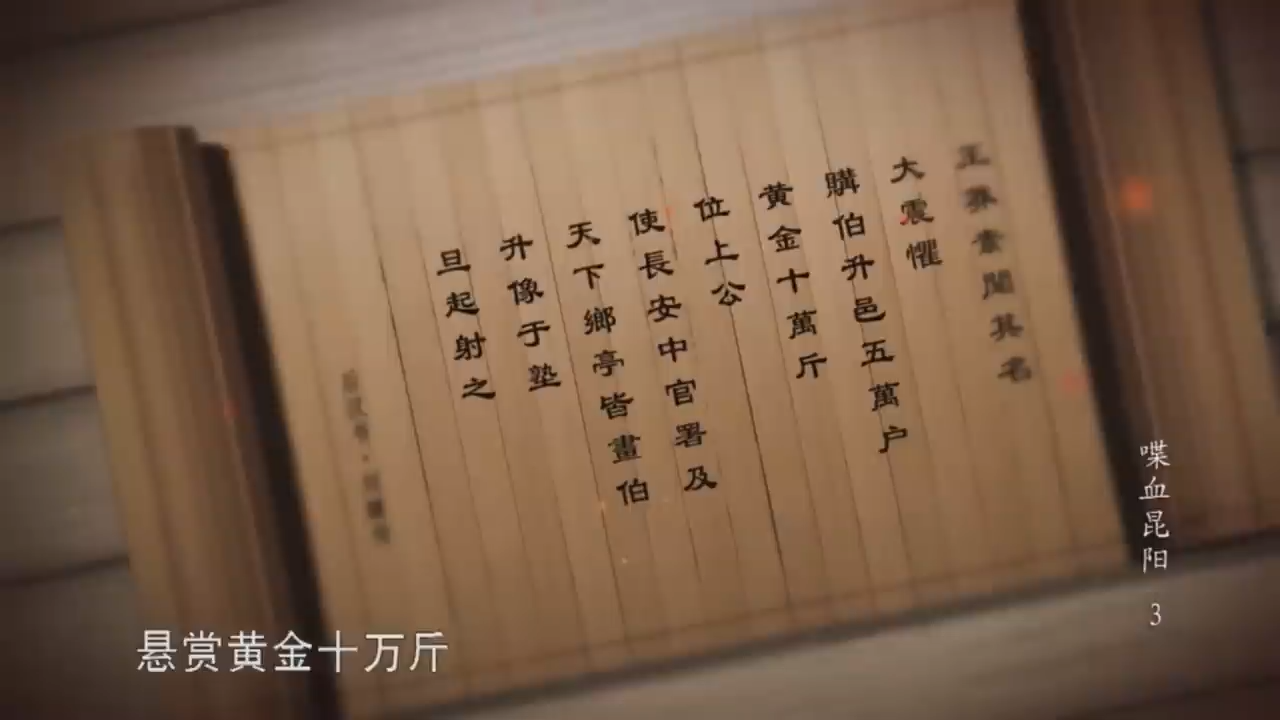 王莽素聞其名
大震懼
購伯升邑五萬户
黄金十萬斤
位上公
使長安中官署及
天下鄉亭皆畫伯
升像于塾
旦起射之
喋血昆阳 3
悬赏黄金十万斤